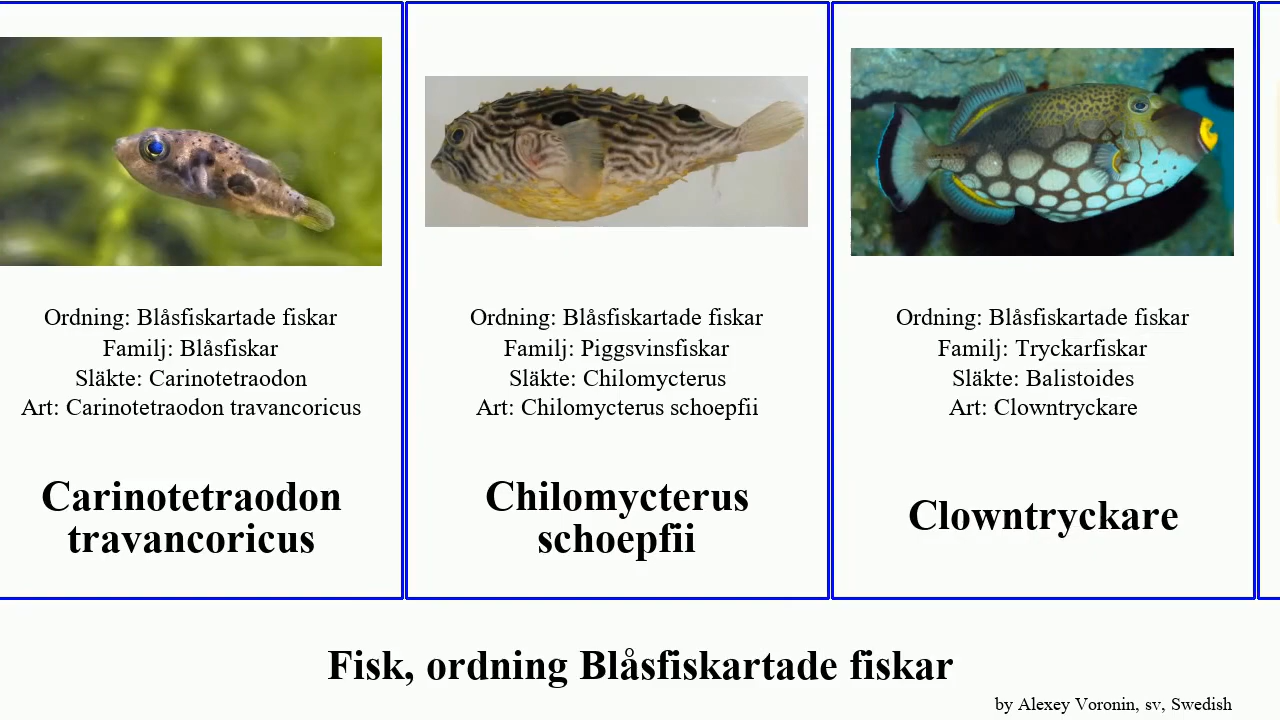 Ordning: Blåsfiskartade fiskar
Familj: Blåsfiskar
Släkte: Carinotetraodon
Art: Carinotetraodon travancoricus
Carinotetraodon
travancoricus
Ordning: Blåsfiskartade fiskar
Familj: Piggsvinsfiskar
Släkte: Chilomycterus
Art: Chilomycterus schoepfii
Chilomycterus
schoepfii
Ordning: Blåsfiskartade fiskar
Familj: Tryckarfiskar
Släkte: Balistoides
Art: Clowntryckare
Clowntryckare
Fisk, ordning Blåsfiskartade fiskar
by Alexey Voronin, sv, Swedish